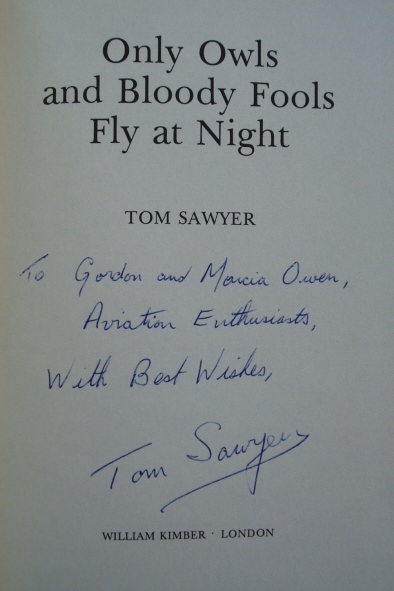 Only Owls
and Bloody Fools
Fly at Night
TOM SAWYER
To Gordon and Marcia Owen,
Aviation Enthusiasts,
With Best Wishes,
Tom Sawyer
WILLIAM KIMBER · LONDON